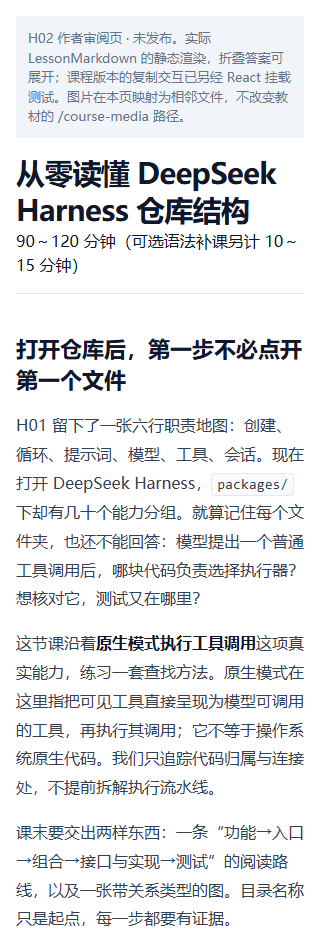 H02 作者审阅页 · 未发布。实际
LessonMarkdown 的静态渲染，折叠答案可
展开；课程版本的复制交互已另经 React 挂载
测试。图片在本页映射为相邻文件，不改变教
材的 /course-media 路径。
从零读懂 DeepSeek
Harness 仓库结构
90～120 分钟（可选语法补课另计 10～
15 分钟）
打开仓库后，第一步不必点开
第一个文件
H01 留下了一张六行职责地图：创建、
循环、提示词、模型、工具、会话。现在
打开 DeepSeek Harness， packages/
下却有几十个能力分组。就算记住每个文
件夹，也还不能回答：模型提出一个普通
工具调用后，哪块代码负责选择执行器？
想核对它，测试又在哪里？
这节课沿着原生模式执行工具调用这项真
实能力，练习一套查找方法。原生模式在
这里指把可见工具直接呈现为模型可调用
的工具，再执行其调用；它不等于操作系
统原生代码。我们只追踪代码归属与连接
处，不提前拆解执行流水线。
课末要交出两样东西：一条“功能→入口
→组合→接口与实现→测试”的阅读路
线，以及一张带关系类型的图。目录名称
只是起点，每一步都要有证据。